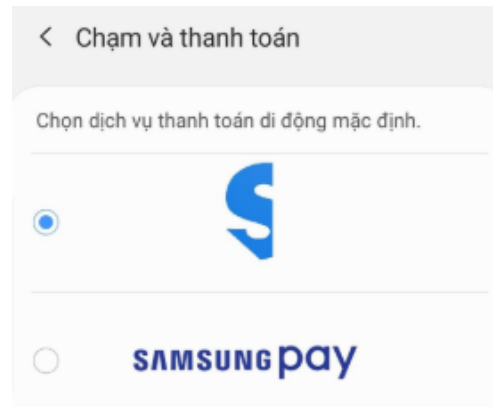 Chạm và thanh toán
Chọn dịch vụ thanh toán di động mặc định.
S
SAMSUNG pay